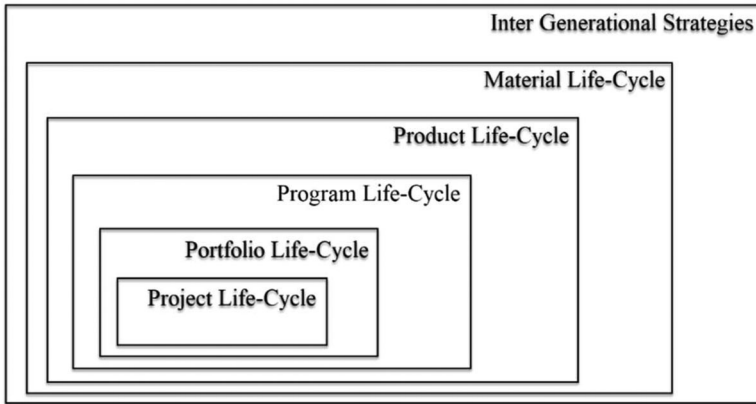 Inter Generational Strategies
Material Life-Cycle
Product Life-Cycle
Program Life-Cycle
Portfolio Life-Cycle
Project Life-Cycle